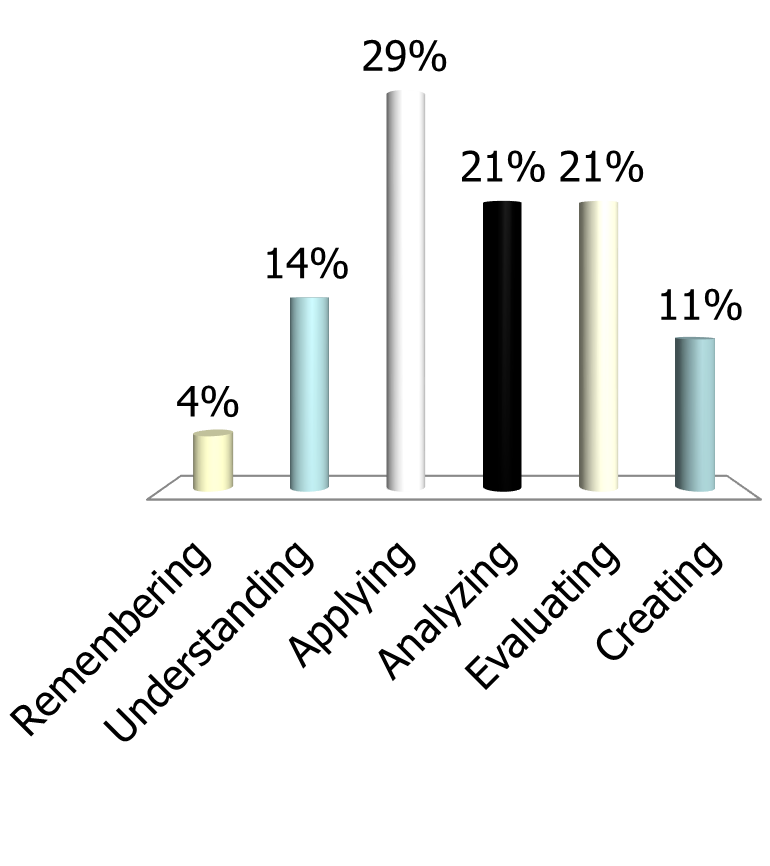 29%
21% 21%
14%
11%
4%
Remembering
Understanding
Applying
Analyzing
Evaluating
Creating